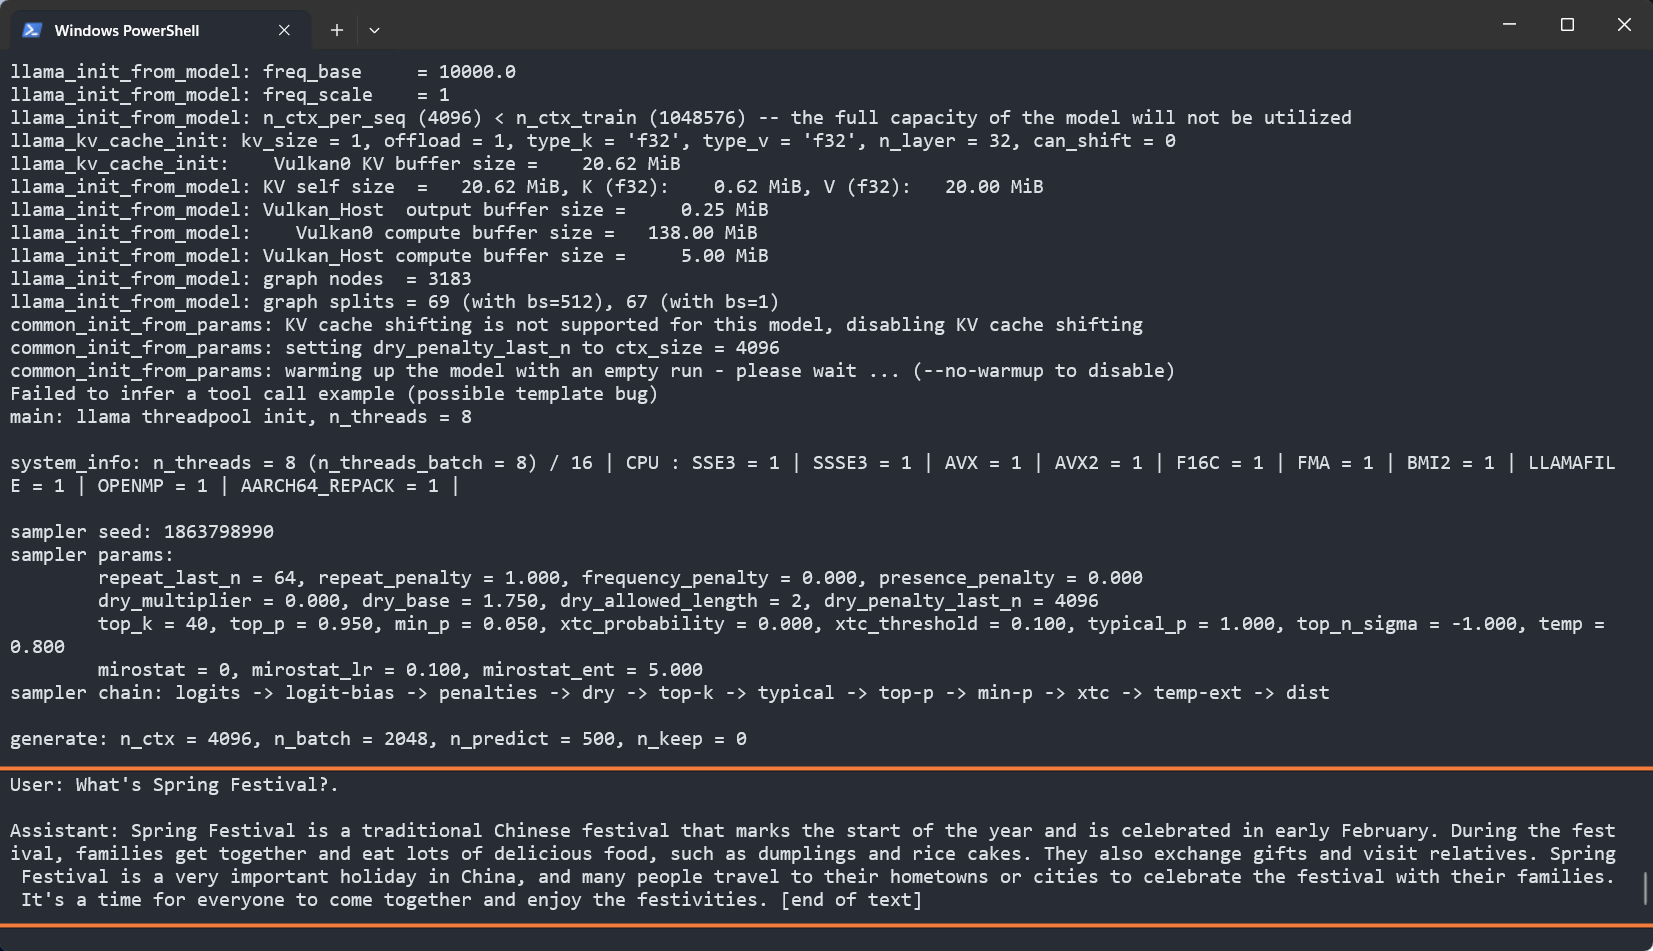 Windows PowerShell
llama_init_from_model: freq_base     = 10000.0
llama_init_from_model: freq_scale    = 1
llama_init_from_model: n_ctx_per_seq (4096) < n_ctx_train (1048576) -- the full capacity of the model will not be utilized
llama_kv_cache_init: kv_size = 1, offload = 1, type_k = 'f32', type_v = 'f32', n_layer = 32, can_shift = 0
llama_kv_cache_init:    Vulkan0 KV buffer size =    20.62 MiB
llama_init_from_model: KV self size  =   20.62 MiB, K (f32):    0.62 MiB, V (f32):   20.00 MiB
llama_init_from_model: Vulkan_Host  output buffer size =     0.25 MiB
llama_init_from_model:    Vulkan0 compute buffer size =   138.00 MiB
llama_init_from_model: Vulkan_Host compute buffer size =     5.00 MiB
llama_init_from_model: graph nodes  = 3183
llama_init_from_model: graph splits = 69 (with bs=512), 67 (with bs=1)
common_init_from_params: KV cache shifting is not supported for this model, disabling KV cache shifting
common_init_from_params: setting dry_penalty_last_n to ctx_size = 4096
common_init_from_params: warming up the model with an empty run - please wait ... (--no-warmup to disable)
Failed to infer a tool call example (possible template bug)
main: llama threadpool init, n_threads = 8
system_info: n_threads = 8 (n_threads_batch = 8) / 16 | CPU : SSE3 = 1 | SSSE3 = 1 | AVX = 1 | AVX2 = 1 | F16C = 1 | FMA = 1 | BMI2 = 1 | LLAMAFIL
E = 1 | OPENMP = 1 | AARCH64_REPACK = 1 |
sampler seed: 1863798990
sampler params:
        repeat_last_n = 64, repeat_penalty = 1.000, frequency_penalty = 0.000, presence_penalty = 0.000
        dry_multiplier = 0.000, dry_base = 1.750, dry_allowed_length = 2, dry_penalty_last_n = 4096
        top_k = 40, top_p = 0.950, min_p = 0.050, xtc_probability = 0.000, xtc_threshold = 0.100, typical_p = 1.000, top_n_sigma = -1.000, temp =
0.800
        mirostat = 0, mirostat_lr = 0.100, mirostat_ent = 5.000
sampler chain: logits -> logit-bias -> penalties -> dry -> top-k -> typical -> top-p -> min-p -> xtc -> temp-ext -> dist
generate: n_ctx = 4096, n_batch = 2048, n_predict = 500, n_keep = 0
User: What's Spring Festival?.
Assistant: Spring Festival is a traditional Chinese festival that marks the start of the year and is celebrated in early February. During the fest
ival, families get together and eat lots of delicious food, such as dumplings and rice cakes. They also exchange gifts and visit relatives. Spring
 Festival is a very important holiday in China, and many people travel to their hometowns or cities to celebrate the festival with their families.
 It's a time for everyone to come together and enjoy the festivities. [end of text]